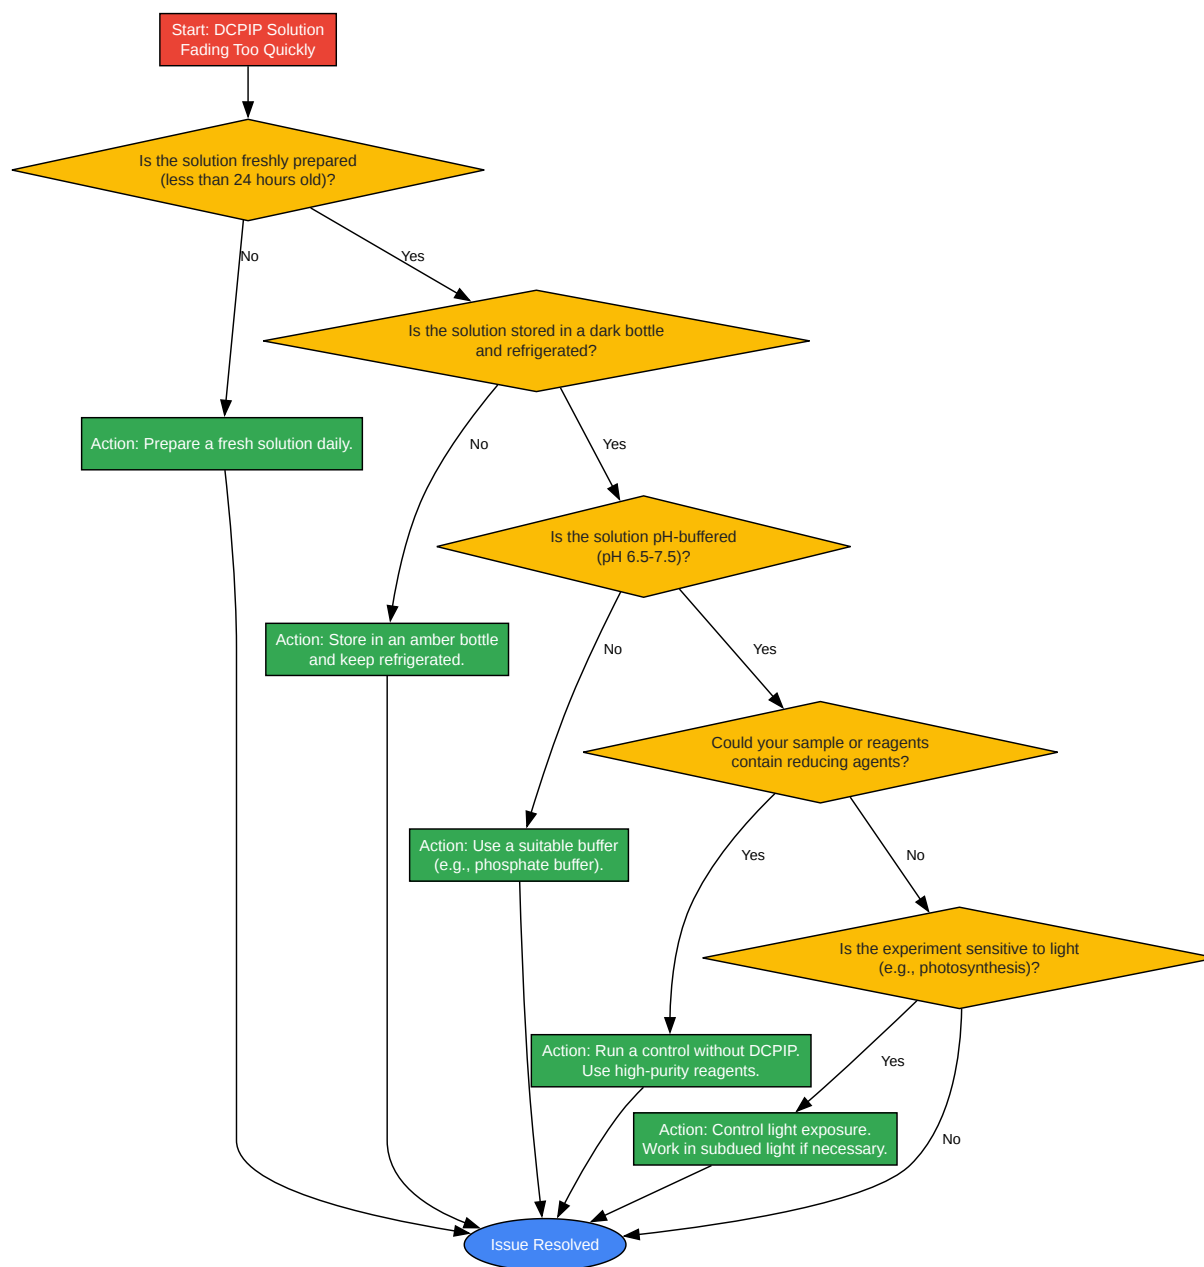 Start: DCPIP Solution
Fading Too Quickly
Is the solution freshly prepared
(less than 24 hours old)?
No
Yes
Is the solution stored in a dark bottle
and refrigerated?
Action: Prepare a fresh solution daily.
No
Yes
Is the solution pH-buffered
(pH 6.5-7.5)?
Action: Store in an amber bottle
and keep refrigerated.
No
Yes
Could your sample or reagents
contain reducing agents?
Action: Use a suitable buffer
(e.g., phosphate buffer).
Yes
No
Is the experiment sensitive to light
(e.g., photosynthesis)?
Action: Run a control without DCPIP.
Use high-purity reagents.
Yes
Action: Control light exposure.
Work in subdued light if necessary.
No
Issue Resolved